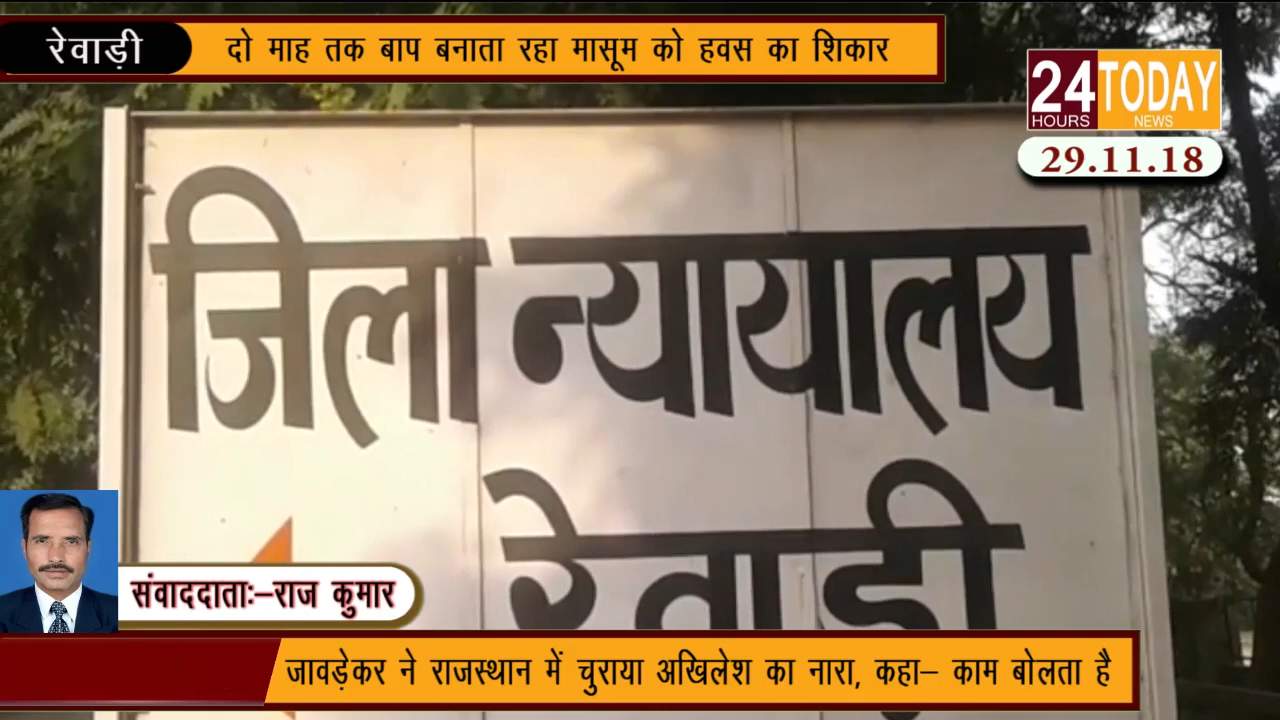 रेवाड़ी
दो माह तक बाप बनाता रहा मासूम को हवस का शिकार
24 TODAY
HOURS NEWS
29.11.18
जिला न्यायालय
रेवाड़ी
संवाददाताः–राज कुमार
जावड़ेकर ने राजस्थान में चुराया अखिलेश का नारा, कहा– काम बोलता है